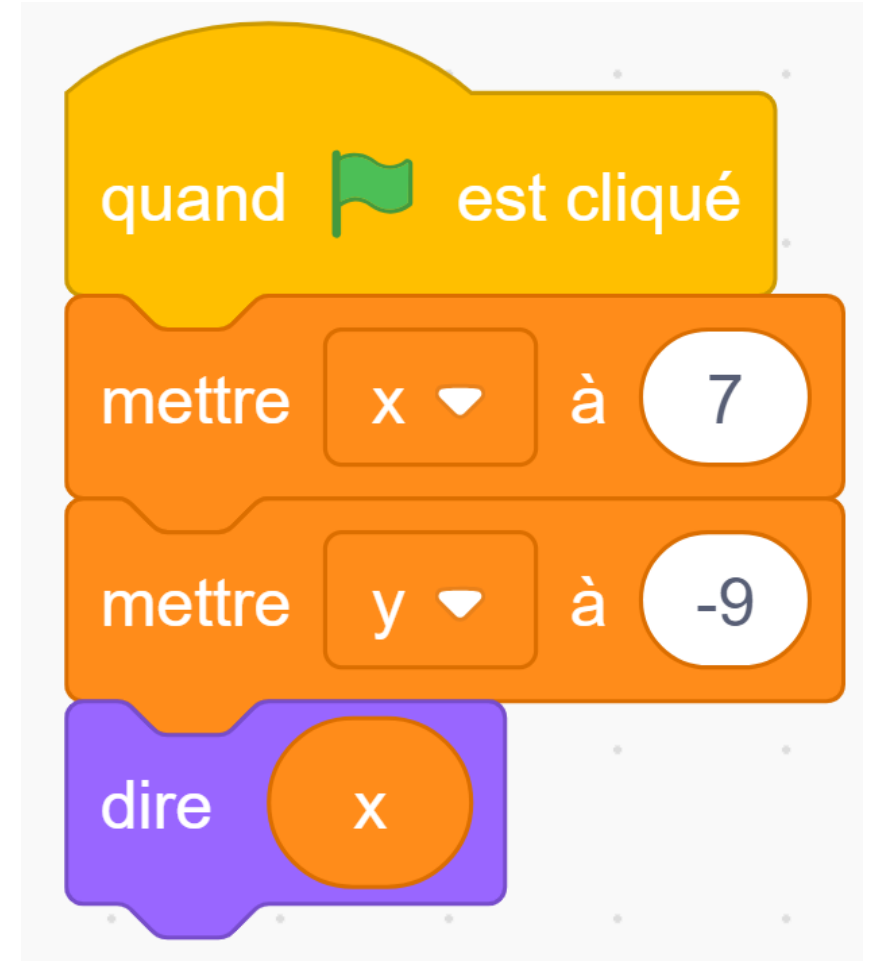 quand est cliqué
mettre x à 7
mettre y à -9
dire x